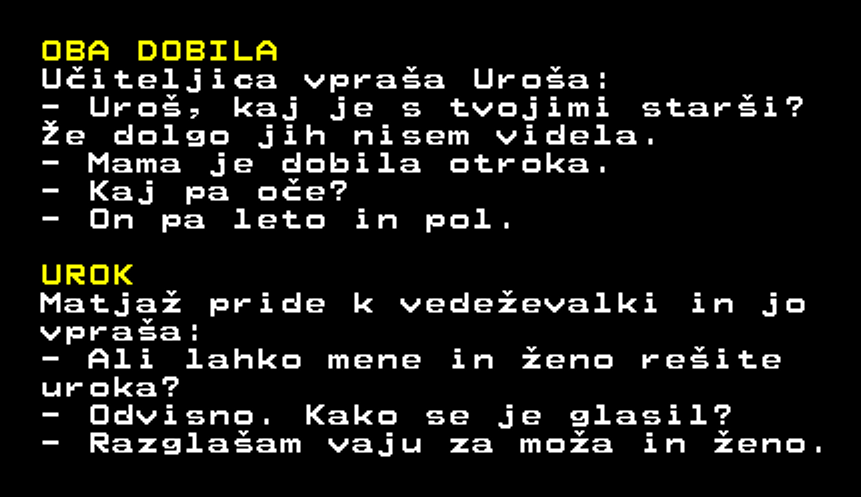 OBA DOBILA
Učiteljica vpraša Uroša:
- Uroš, kaj je s tvojimi starši?
Že dolgo jih nisem videla.
- Mama je dobila otroka.
- Kaj pa oče?
- On pa leto in pol.
UROK
Matjaž pride k vedeževalki in jo
vpraša:
- Ali lahko mene in ženo rešite
uroka?
- Odvisno. Kako se je glasil?
- Razglašam vaju za moža in ženo.